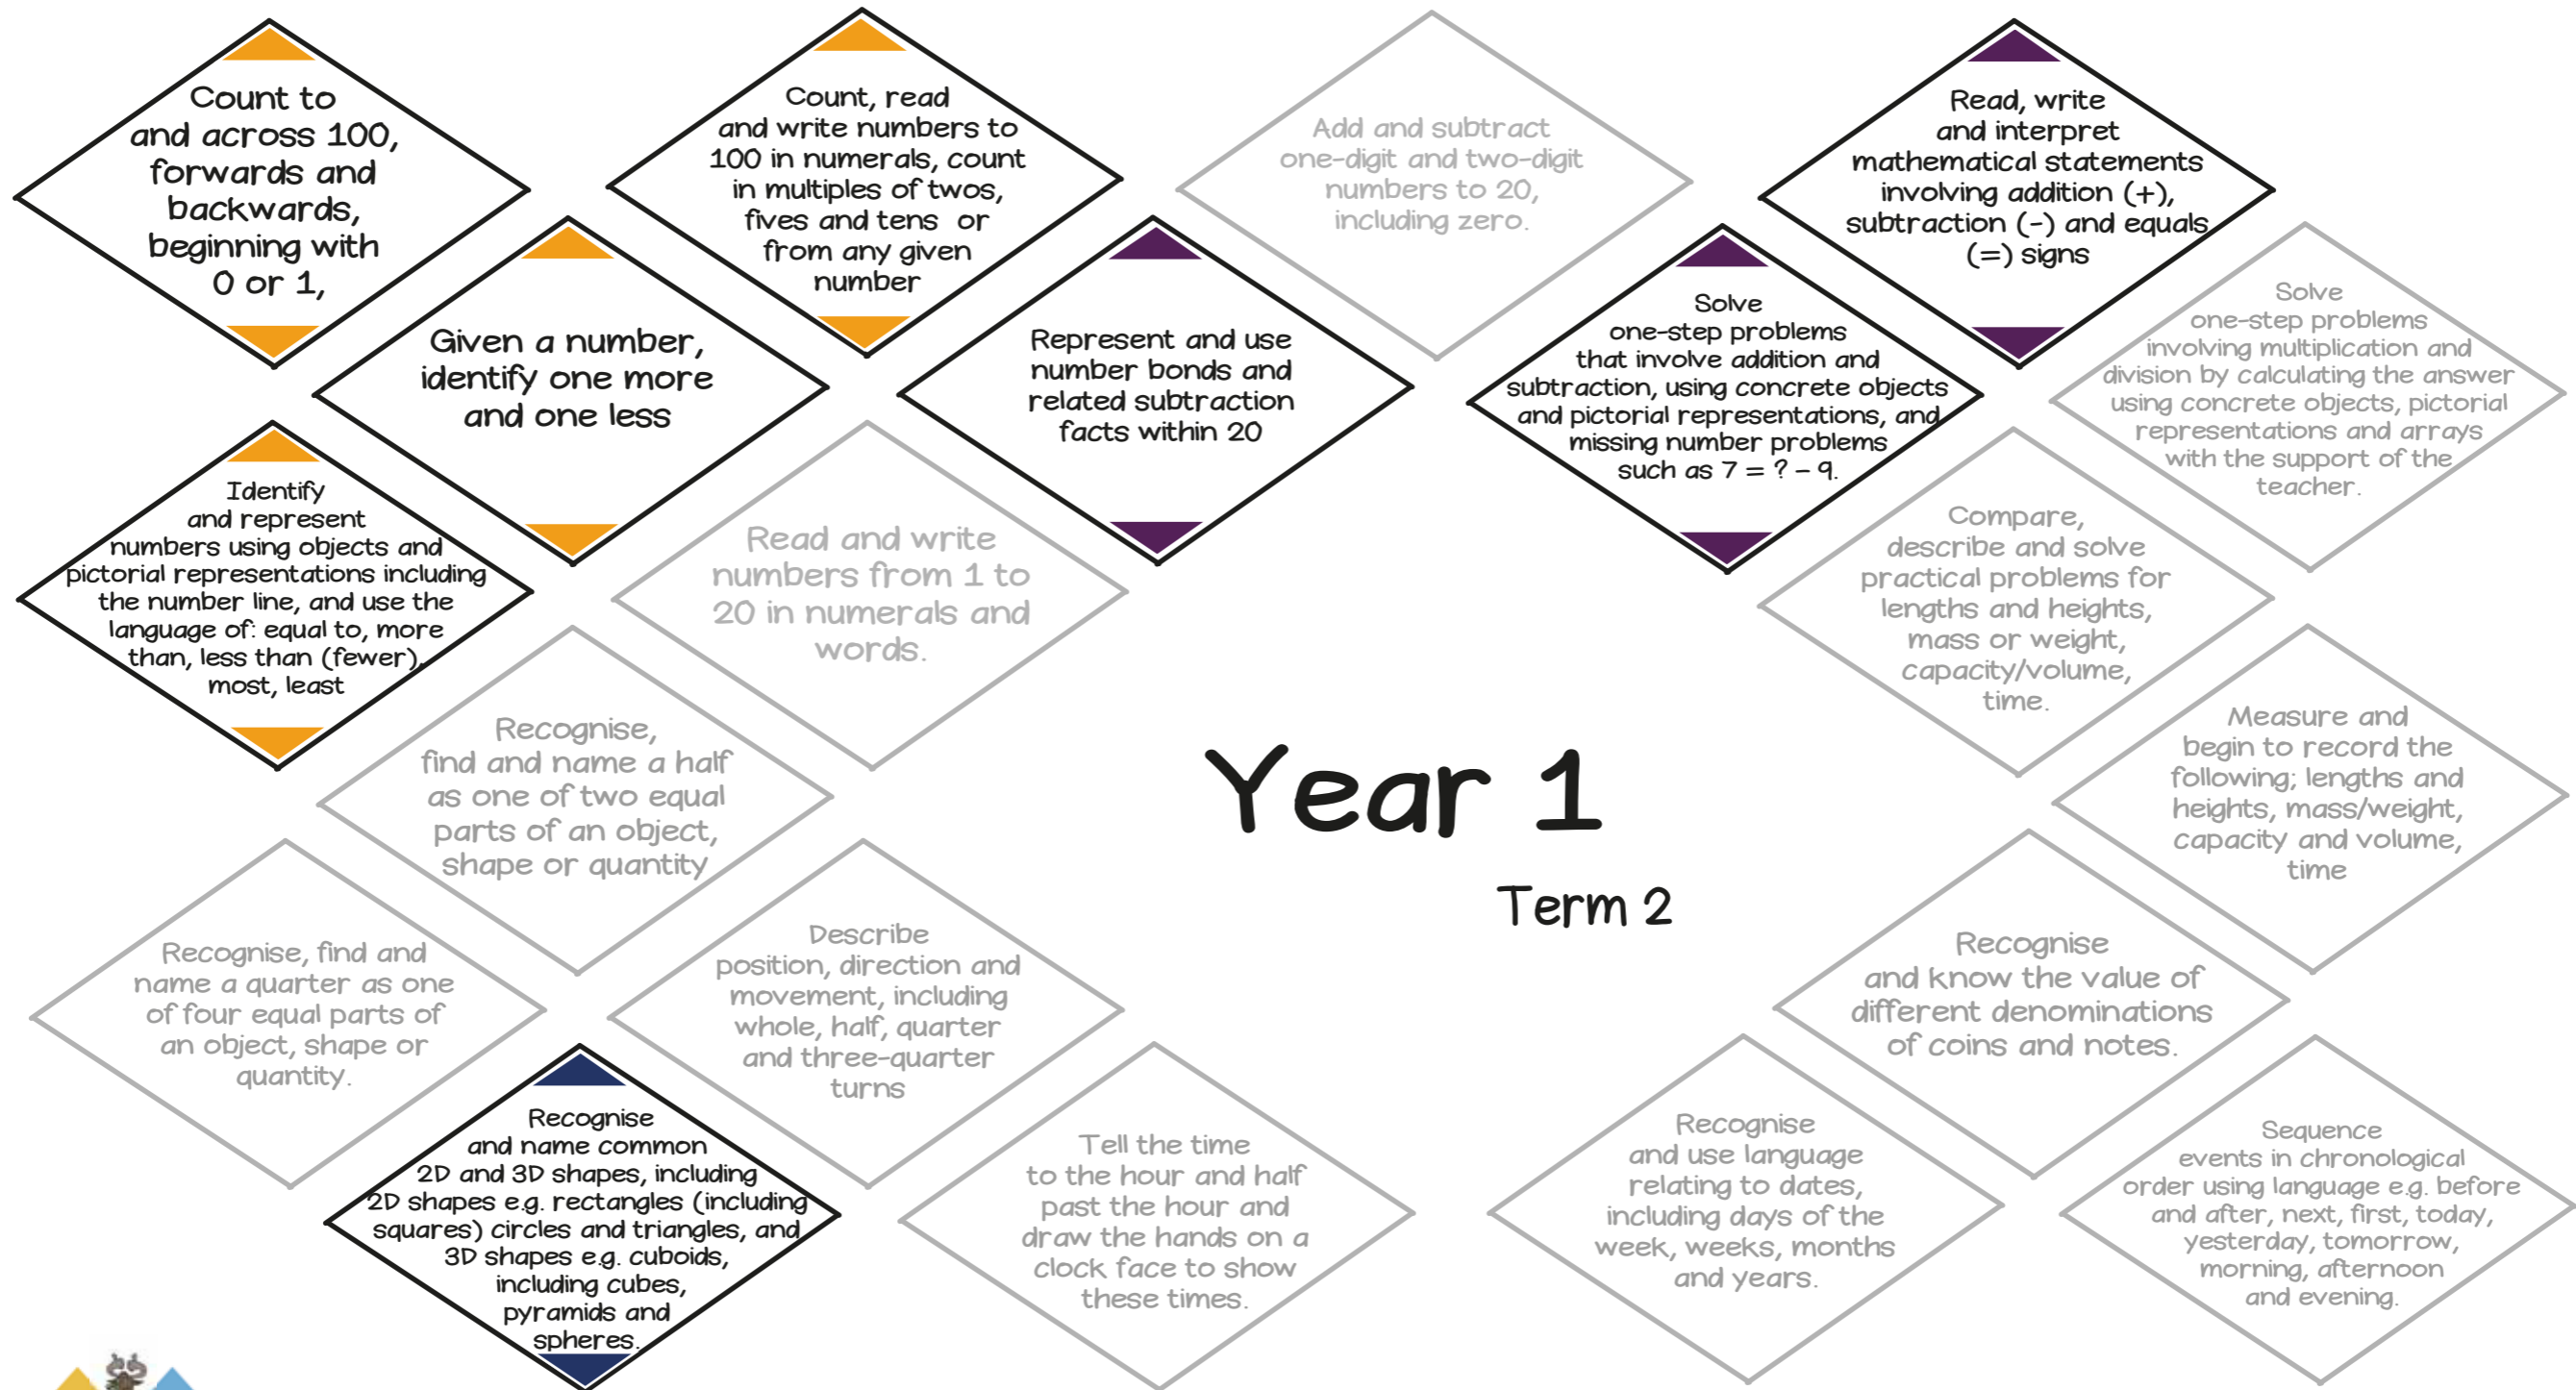 Count to
and across 100,
forwards and
backwards,
beginning with
0 or 1,
Count, read
and write numbers to
100 in numerals, count
in multiples of twos,
fives and tens or
from any given
number
Add and subtract
one-digit and two-digit
numbers to 20,
including zero.
Read, write
and interpret
mathematical statements
involving addition (+),
subtraction (-) and equals
(=) signs
Given a number,
identify one more
and one less
Represent and use
number bonds and
related subtraction
facts within 20
Solve
one-step problems
that involve addition and
subtraction, using concrete objects
and pictorial representations, and
missing number problems
such as 7 = ? – 9.
Solve
one-step problems
involving multiplication and
division by calculating the answer
using concrete objects, pictorial
representations and arrays
with the support of the
teacher.
Identify
and represent
numbers using objects and
pictorial representations including
the number line, and use the
language of: equal to, more
than, less than (fewer),
most, least
Read and write
numbers from 1 to
20 in numerals and
words.
Compare,
describe and solve
practical problems for
lengths and heights,
mass or weight,
capacity/volume,
time.
Recognise,
find and name a half
as one of two equal
parts of an object,
shape or quantity
Year 1
Term 2
Measure and
begin to record the
following; lengths and
heights, mass/weight,
capacity and volume,
time
Recognise, find and
name a quarter as one
of four equal parts of
an object, shape or
quantity.
Describe
position, direction and
movement, including
whole, half, quarter
and three-quarter
turns
Recognise
and know the value of
different denominations
of coins and notes.
Recognise
and name common
2D and 3D shapes, including
2D shapes e.g. rectangles (including
squares) circles and triangles, and
3D shapes e.g. cuboids,
including cubes,
pyramids and
spheres.
Tell the time
to the hour and half
past the hour and
draw the hands on a
clock face to show
these times.
Recognise
and use language
relating to dates,
including days of the
week, weeks, months
and years.
Sequence
events in chronological
order using language e.g. before
and after, next, first, today,
yesterday, tomorrow,
morning, afternoon
and evening.